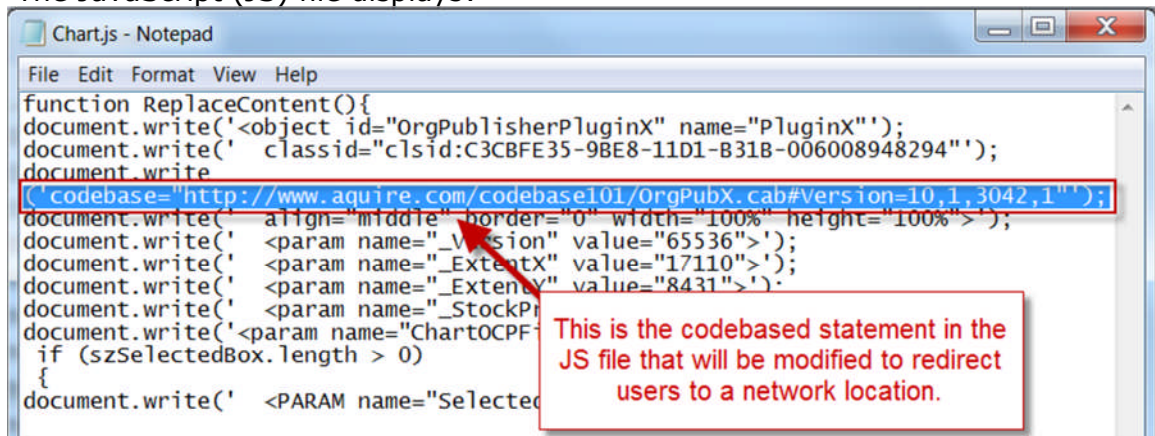 Chart.js - Notepad
File Edit Format View Help
function ReplaceContent(){
document.write('<object id="OrgPublisherPluginX" name="PluginX"');
document.write('  classid="clsid:C3CBFE35-9BE8-11D1-B31B-006008948294"');
document.write
('codebase="http://www.aquire.com/codebase101/OrgPubX.cab#Version=10,1,3042,1"');
document.write('  align="middle" border="0" width="100%" height="100%">');
document.write('  <param name="_Version" value="65536">');
document.write('  <param name="_ExtentX" value="17110">');
document.write('  <param name="_ExtentY" value="8431">');
document.write('  <param name="_StockPr
document.write('<param name="ChartOCPFi
if (szSelectedBox.length > 0)
{
document.write('  <PARAM name="Selected
This is the codebased statement in the
JS file that will be modified to redirect
users to a network location.